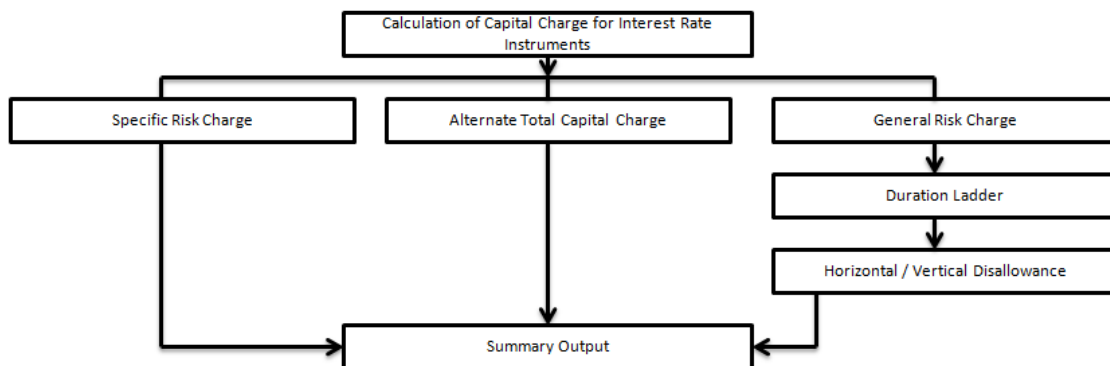 Calculation of Capital Charge for Interest Rate
Instruments
Specific Risk Charge
Alternate Total Capital Charge
General Risk Charge
Duration Ladder
Horizontal / Vertical Disallowance
Summary Output